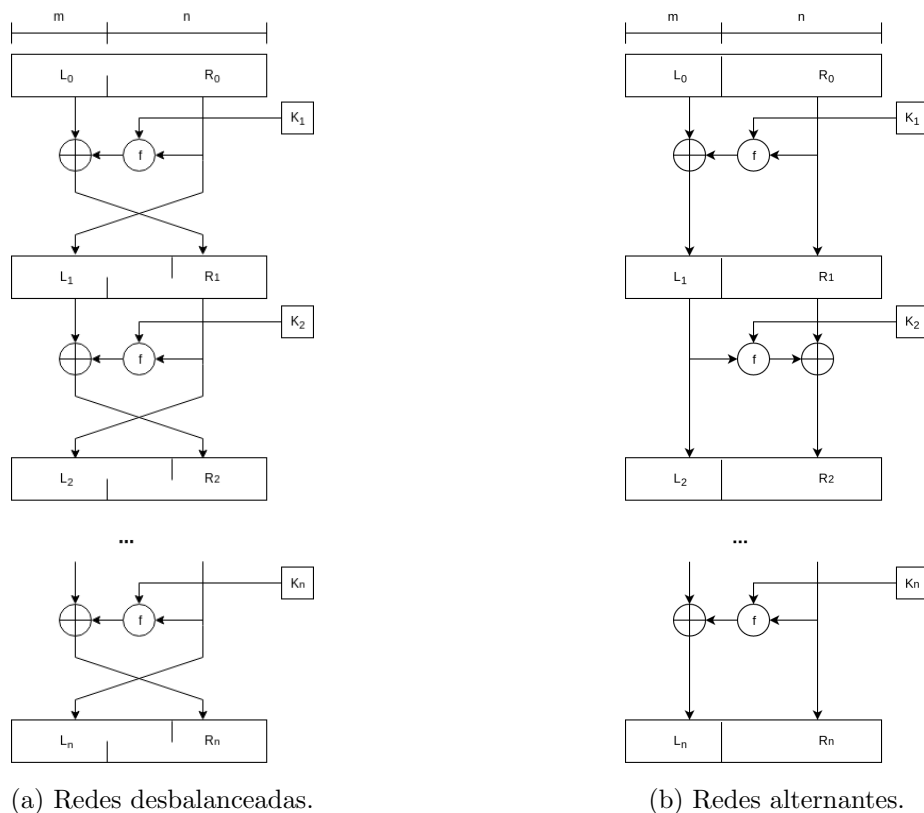 m n
L0 R0
K1
f
L1 R1
K2
f
L2 R2
...
Kn
f
Ln Rn
(a) Redes desbalanceadas.
m n
L0 R0
K1
f
L1 R1
K2
f
L2 R2
...
Kn
f
Ln Rn
(b) Redes alternantes.